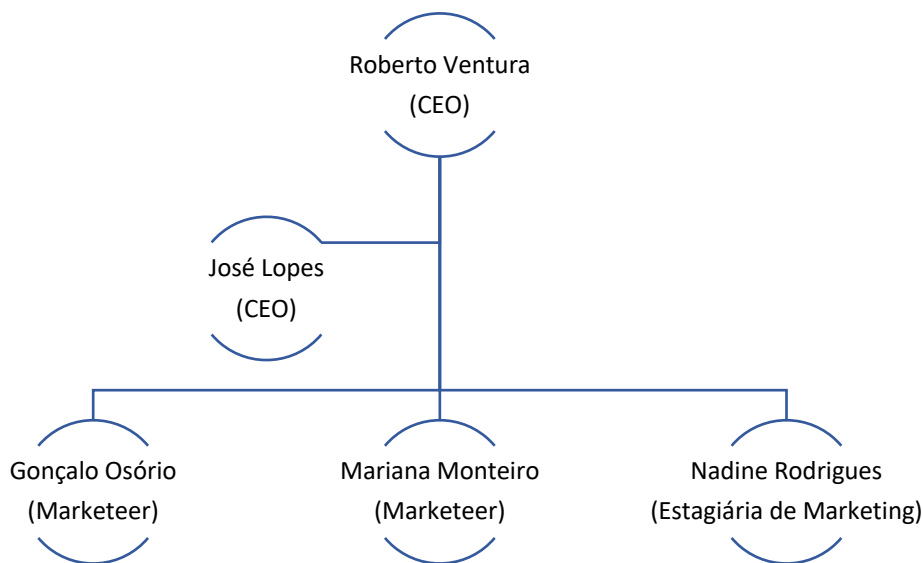 Roberto Ventura
(CEO)
José Lopes
(CEO)
Gonçalo Osório
(Marketeer)
Mariana Monteiro
(Marketeer)
Nadine Rodrigues
(Estagiária de Marketing)